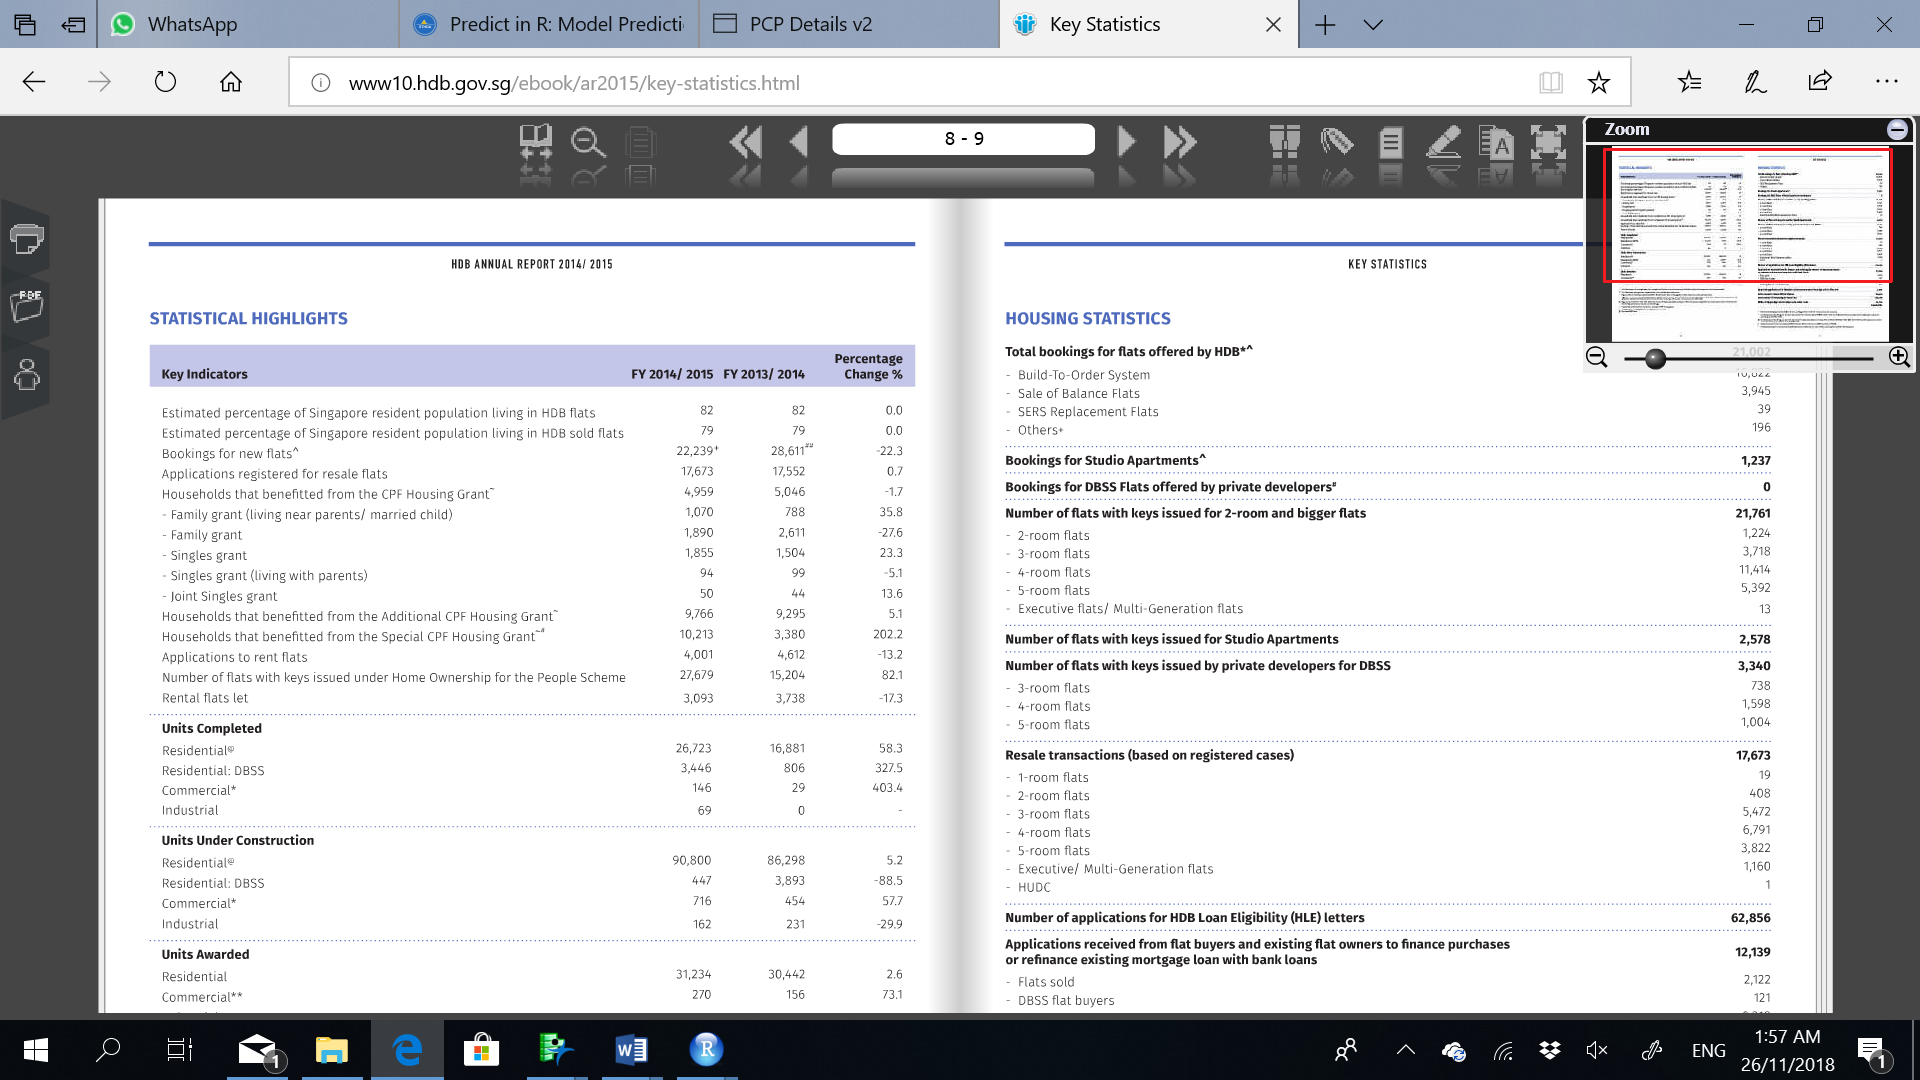 WhatsApp
Predict in R: Model Predicti
PCP Details v2
Key Statistics
www10.hdb.gov.sg/ebook/ar2015/key-statistics.html
8 - 9
Zoom
HDB ANNUAL REPORT 2014/ 2015
STATISTICAL HIGHLIGHTS
Key Indicators FY 2014/ 2015 FY 2013/ 2014 Percentage Change %
Estimated percentage of Singapore resident population living in HDB flats 82 82 0.0
Estimated percentage of Singapore resident population living in HDB sold flats 79 79 0.0
Bookings for new flats^ 22,239+ 28,611## -22.3
Applications registered for resale flats 17,673 17,552 0.7
Households that benefitted from the CPF Housing Grant~ 4,959 5,046 -1.7
- Family grant (living near parents/ married child) 1,070 788 35.8
- Family grant 1,890 2,611 -27.6
- Singles grant 1,855 1,504 23.3
- Singles grant (living with parents) 94 99 -5.1
- Joint Singles grant 50 44 13.6
Households that benefitted from the Additional CPF Housing Grant~ 9,766 9,295 5.1
Households that benefitted from the Special CPF Housing Grant~# 10,213 3,380 202.2
Applications to rent flats 4,001 4,612 -13.2
Number of flats with keys issued under Home Ownership for the People Scheme 27,679 15,204 82.1
Rental flats let 3,093 3,738 -17.3
Units Completed
Residential@ 26,723 16,881 58.3
Residential: DBSS 3,446 806 327.5
Commercial* 146 29 403.4
Industrial 69 0 -
Units Under Construction
Residential@ 90,800 86,298 5.2
Residential: DBSS 447 3,893 -88.5
Commercial* 716 454 57.7
Industrial 162 231 -29.9
Units Awarded
Residential 31,234 30,442 2.6
Commercial** 270 156 73.1
KEY STATISTICS
HOUSING STATISTICS
Total bookings for flats offered by HDB*^ 21,002
- Build-To-Order System
- Sale of Balance Flats 3,945
- SERS Replacement Flats 39
- Others+ 196
Bookings for Studio Apartments^ 1,237
Bookings for DBSS Flats offered by private developers# 0
Number of flats with keys issued for 2-room and bigger flats 21,761
- 2-room flats 1,224
- 3-room flats 3,718
- 4-room flats 11,414
- 5-room flats 5,392
- Executive flats/ Multi-Generation flats 13
Number of flats with keys issued for Studio Apartments 2,578
Number of flats with keys issued by private developers for DBSS 3,340
- 3-room flats 738
- 4-room flats 1,598
- 5-room flats 1,004
Resale transactions (based on registered cases) 17,673
- 1-room flats 19
- 2-room flats 408
- 3-room flats 5,472
- 4-room flats 6,791
- 5-room flats 3,822
- Executive/ Multi-Generation flats 1,160
- HUDC 1
Number of applications for HDB Loan Eligibility (HLE) letters 62,856
Applications received from flat buyers and existing flat owners to finance purchases
or refinance existing mortgage loan with bank loans 12,139
- Flats sold 2,122
- DBSS flat buyers 121
ENG
1:57 AM
26/11/2018
1
1